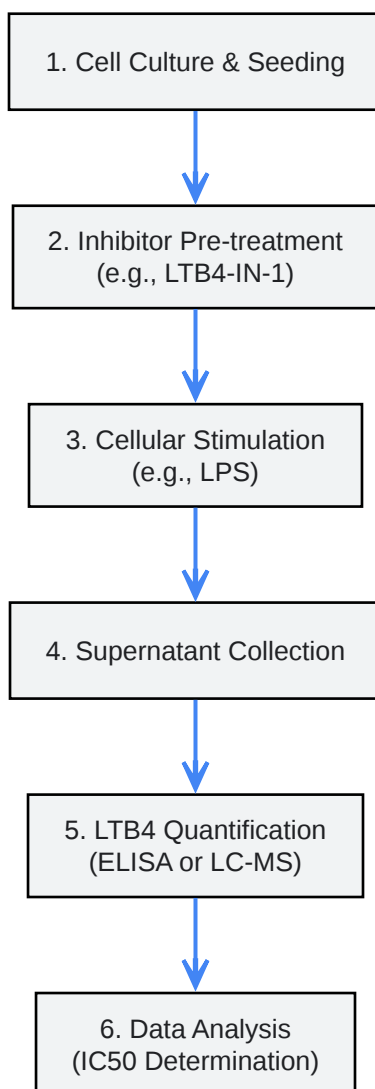 1. Cell Culture & Seeding
2. Inhibitor Pre-treatment
(e.g., LTB4-IN-1)
3. Cellular Stimulation
(e.g., LPS)
4. Supernatant Collection
5. LTB4 Quantification
(ELISA or LC-MS)
6. Data Analysis
(IC50 Determination)